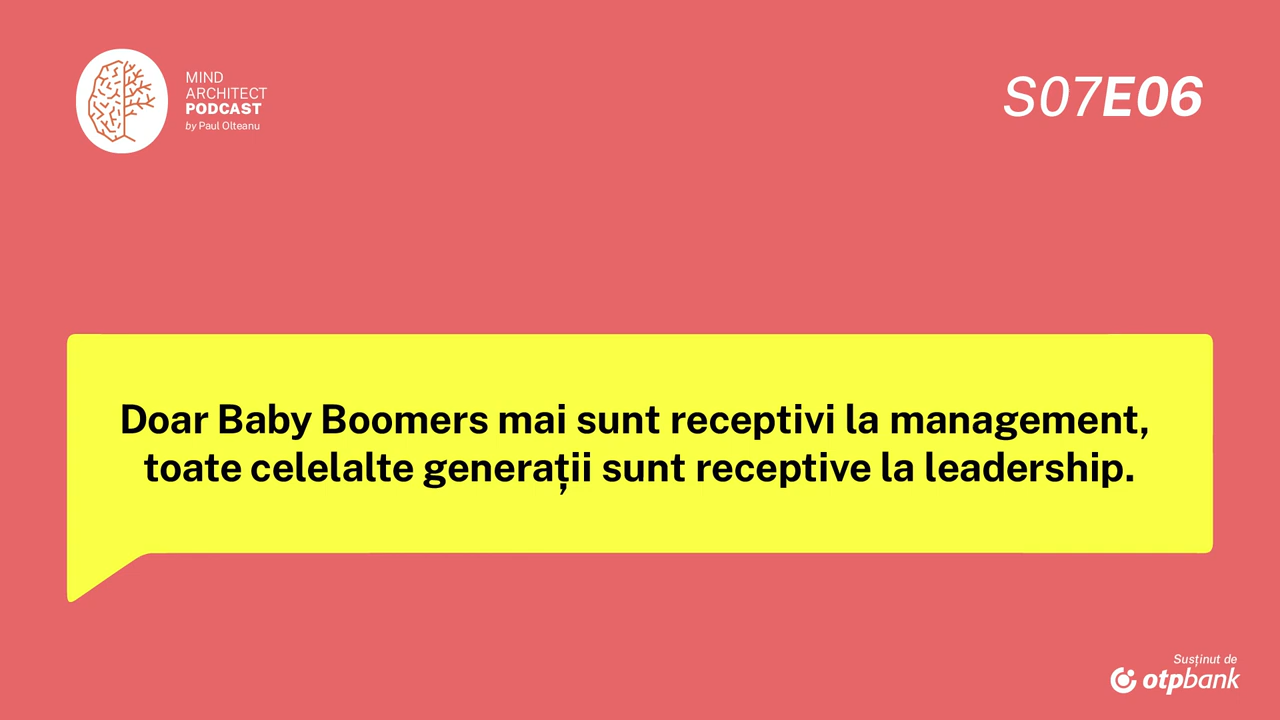 MIND
ARCHITECT
PODCAST
by Paul Olteanu
S07E06
Doar Baby Boomers mai sunt receptivi la management,
toate celelalte generații sunt receptive la leadership.
Susținut de
otpbank